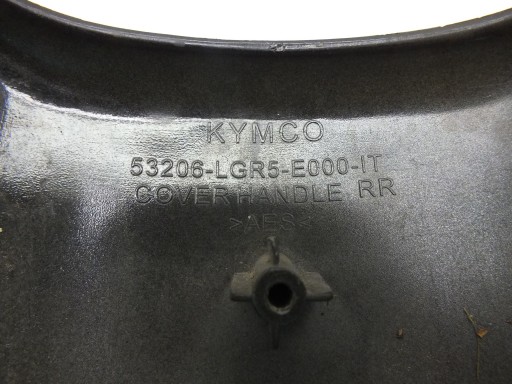 KYMCO
53206-LGR5-E000-IT
COVER HANDLE RR
>AES<